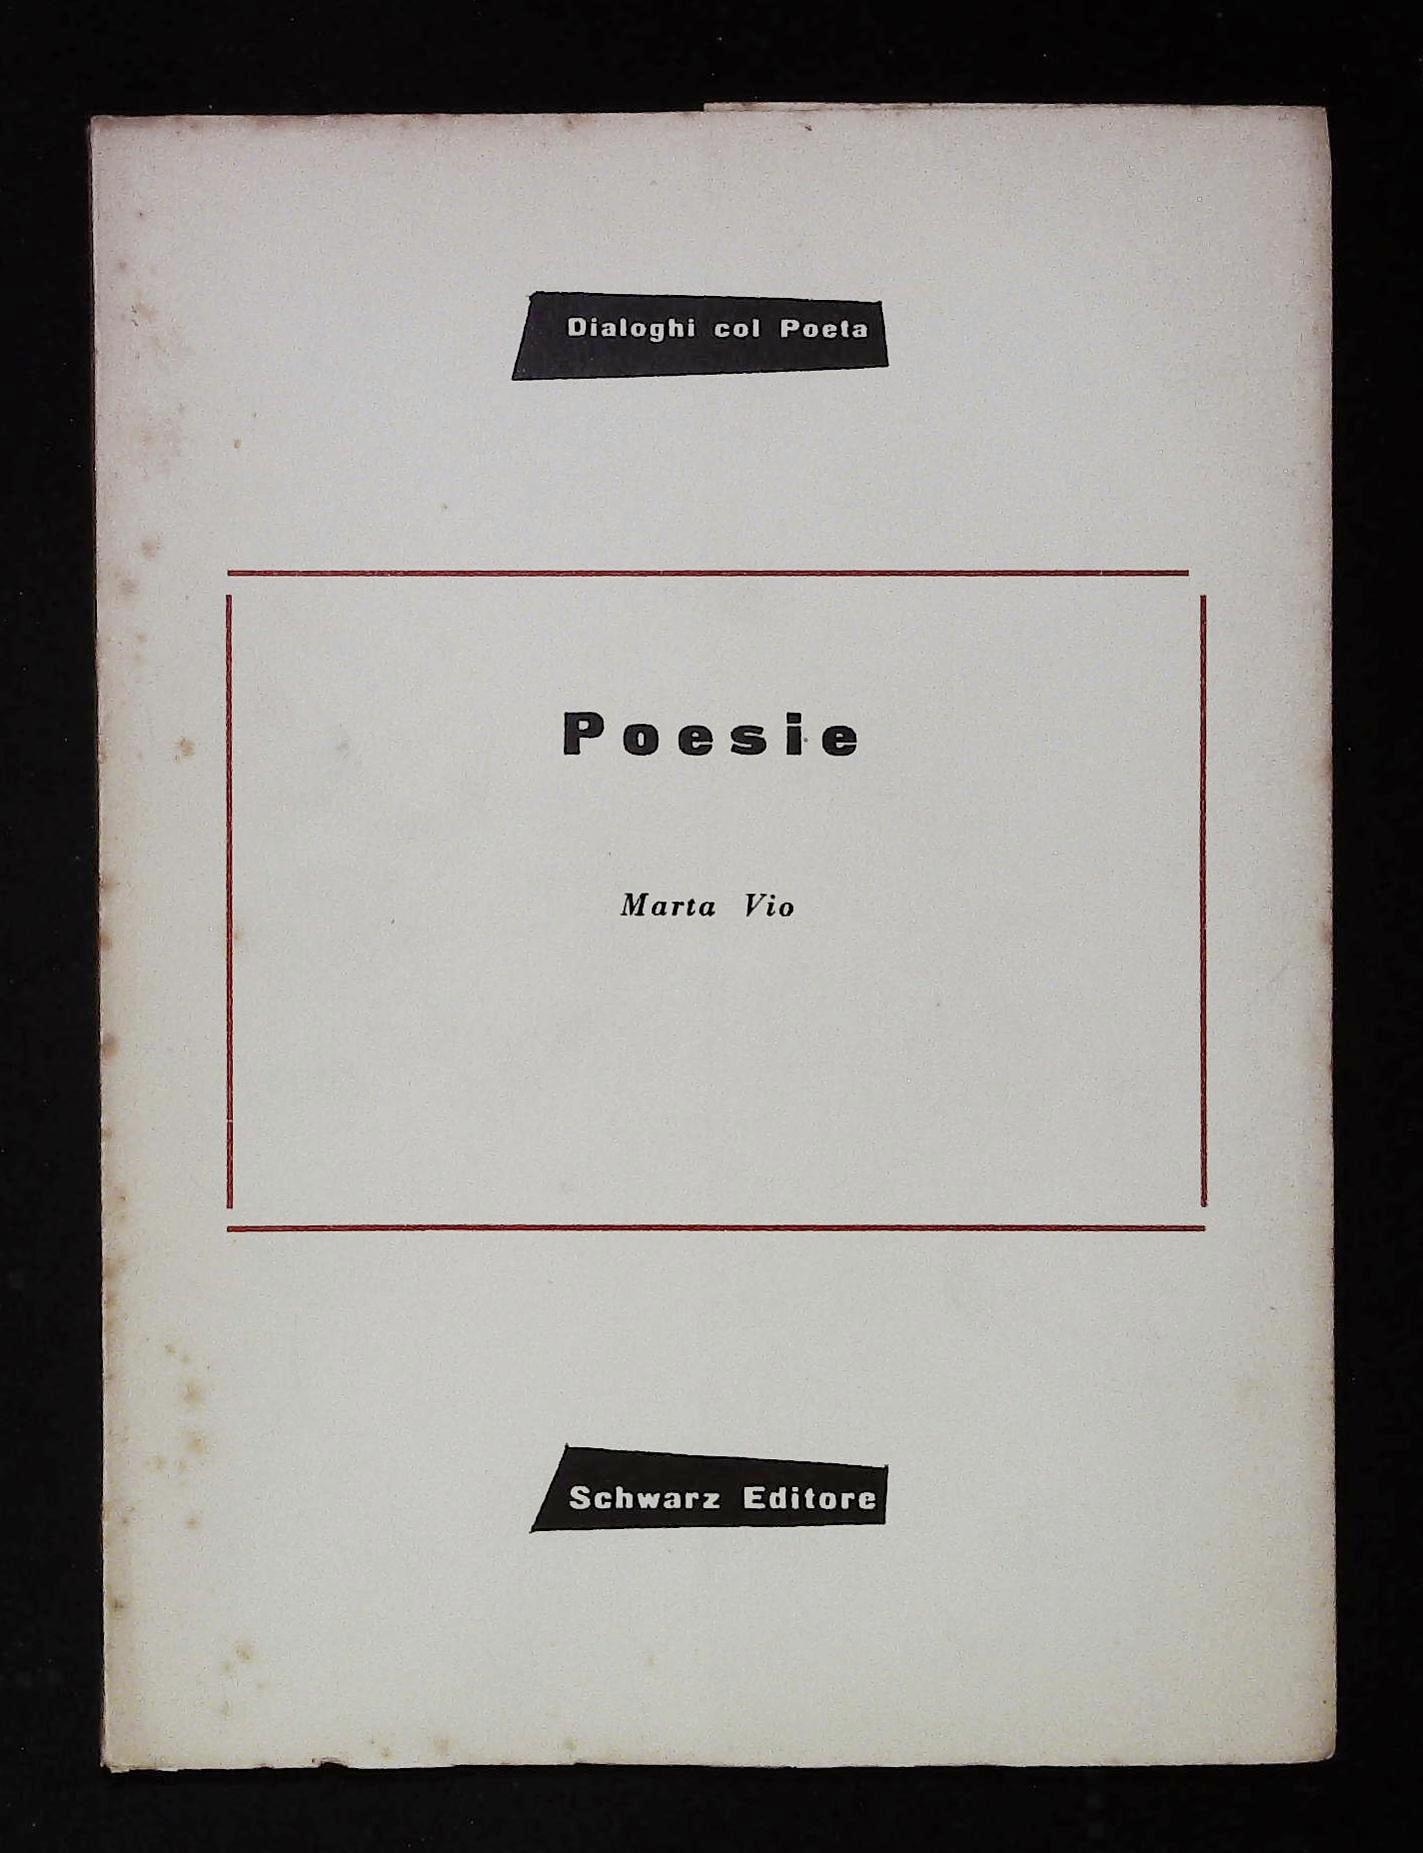 Dialoghi col Poeta
Poesie
Marta Vio
Schwarz Editore